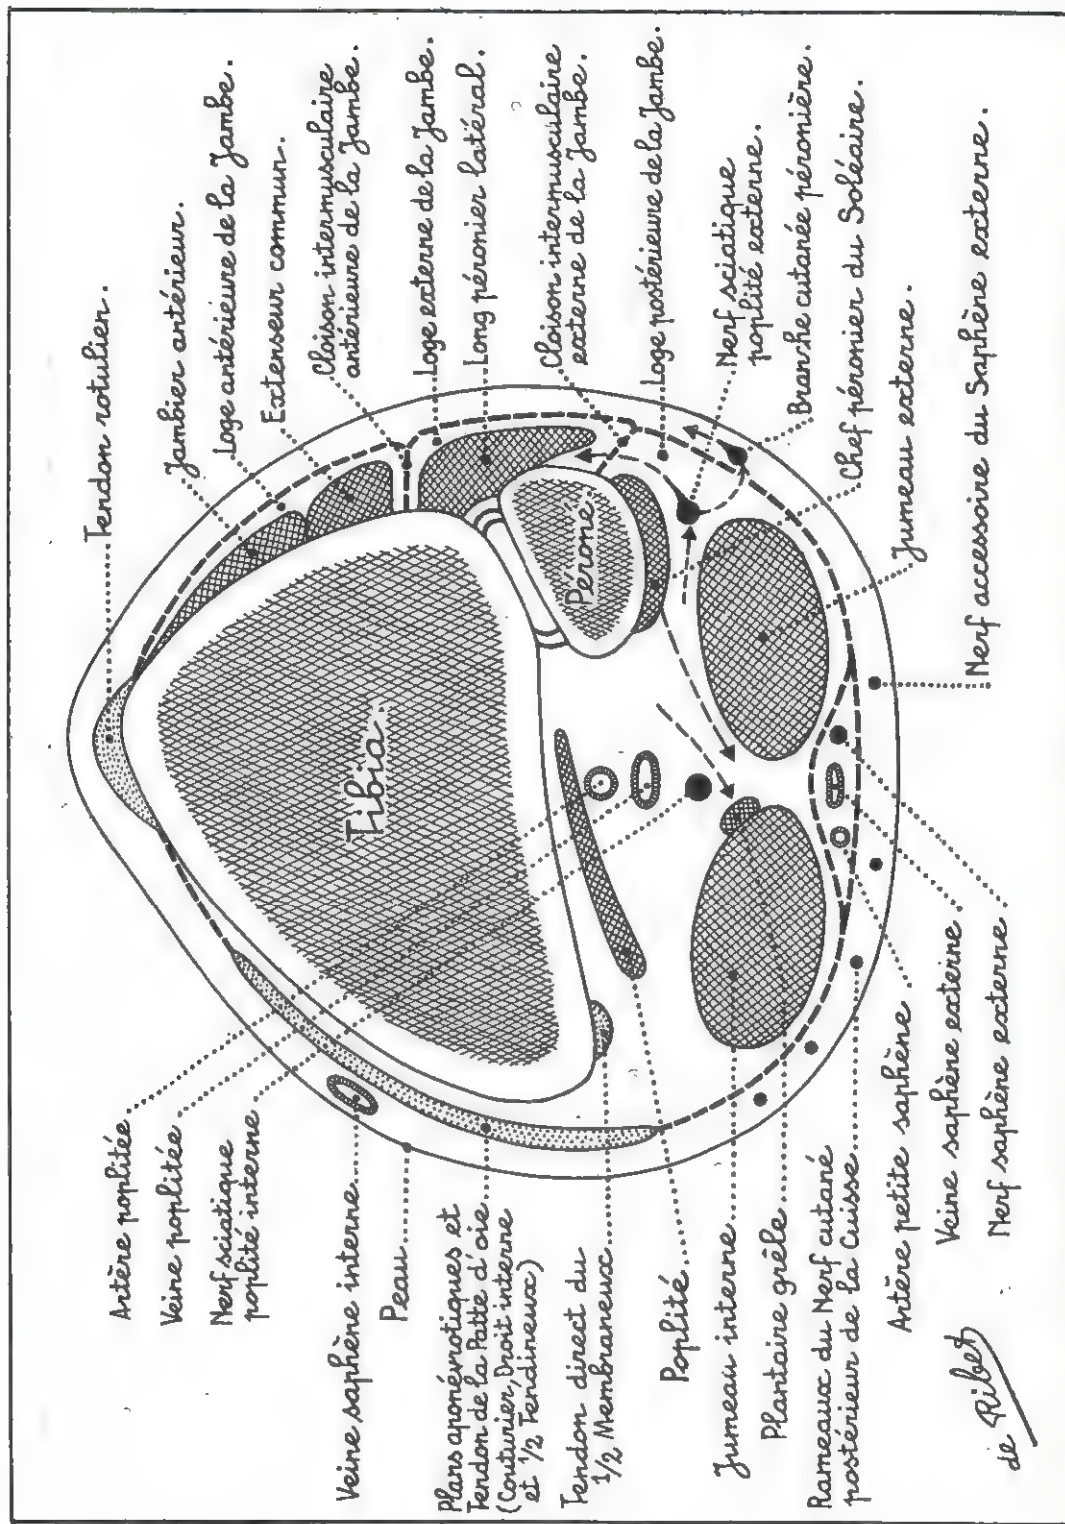 Tendon rotulien.
Jambier antérieur.
Loge antérieure de la Jambe.
Extenseur commun.
Cloison intermusculaire
antérieure de la Jambe.
Loge externe de la Jambe.
Long péronier latéral.
Cloison intermusculaire
externe de la Jambe.
Loge postérieure de la Jambe.
Nerf sciatique
poplité externe.
Branche cutanée péronière.
Chef péronier du Soléaire.
Jumeau externe.
Nerf accessoire du Saphène externe.
Tibia.
Péroné
Artère poplitée
Veine poplitée
Nerf sciatique
poplité interne
Veine saphène interne
Peau
Plans aponévrotiques et
Tendon de la Patte d'oie
(Couturier, Droit interne
et 1/2 Tendineux)
Tendon direct du
1/2 Membraneux
Poplité
Jumeau interne
Plantaire grêle
Rameaux du Nerf cutané
postérieur de la Cuisse
Artère petite saphène
Veine saphène externe
Nerf saphène externe
de Ribet